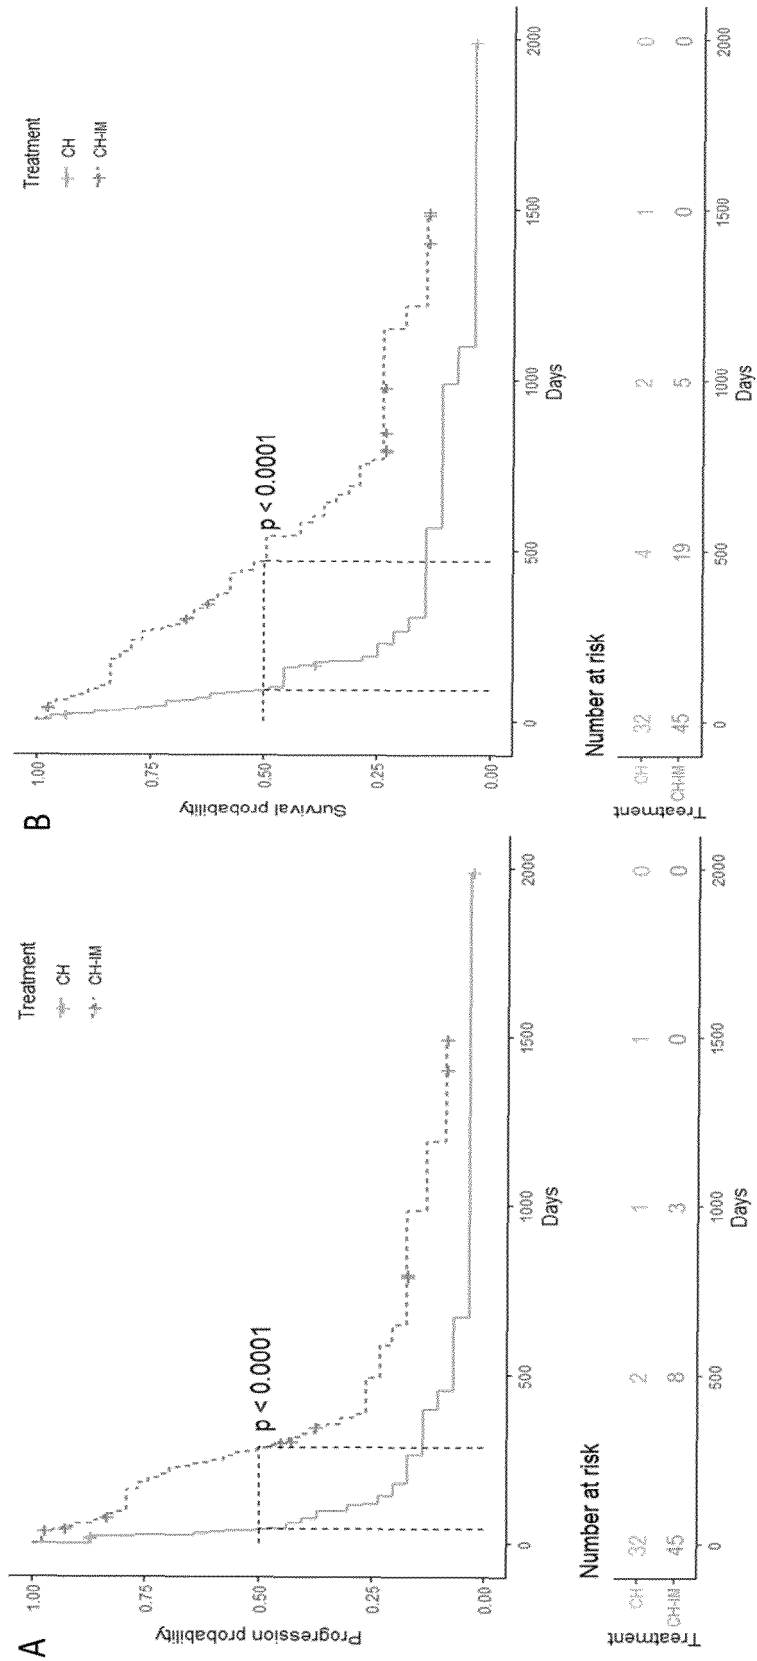 A
Progression probability
1.00
0.75
0.50
0.25
0.00
Treatment
CH
CH-IM
p < 0.0001
0 500 1000 1500 2000
Days
Number at risk
Treatment
CH 32 2 1 1 0
CH-IM 45 8 3 0 0
0 500 1000 1500 2000
Days
B
Survival probability
1.00
0.75
0.50
0.25
0.00
Treatment
CH
CH-IM
p < 0.0001
0 500 1000 1500 2000
Days
Number at risk
Treatment
CH 32 4 2 1 0
CH-IM 45 19 5 0 0
0 500 1000 1500 2000
Days